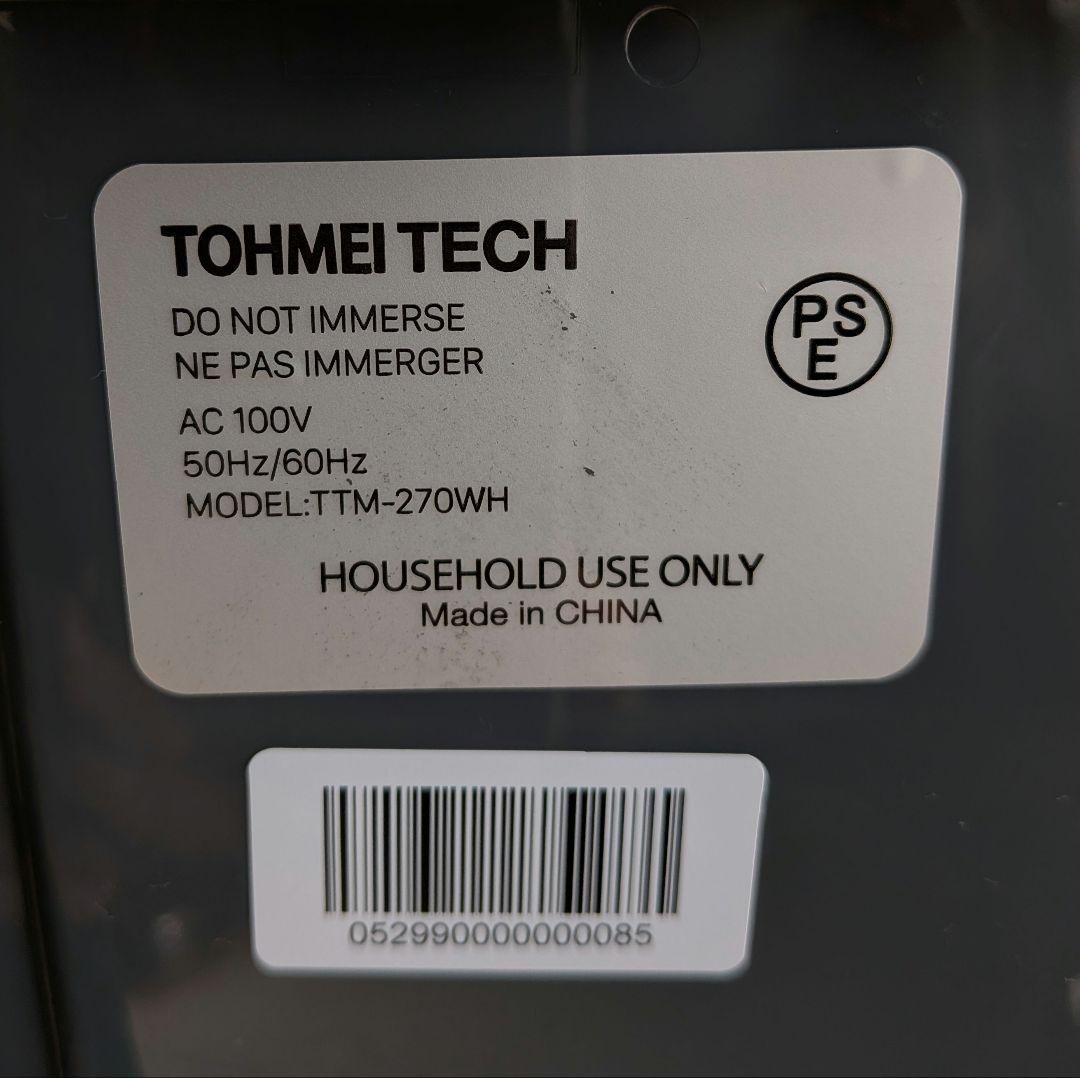 TOHMEI TECH
DO NOT IMMERSE
NE PAS IMMERGER
AC 100V
50Hz/60Hz
MODEL:TTM-270WH
PS
E
HOUSEHOLD USE ONLY
Made in CHINA
052990000000085